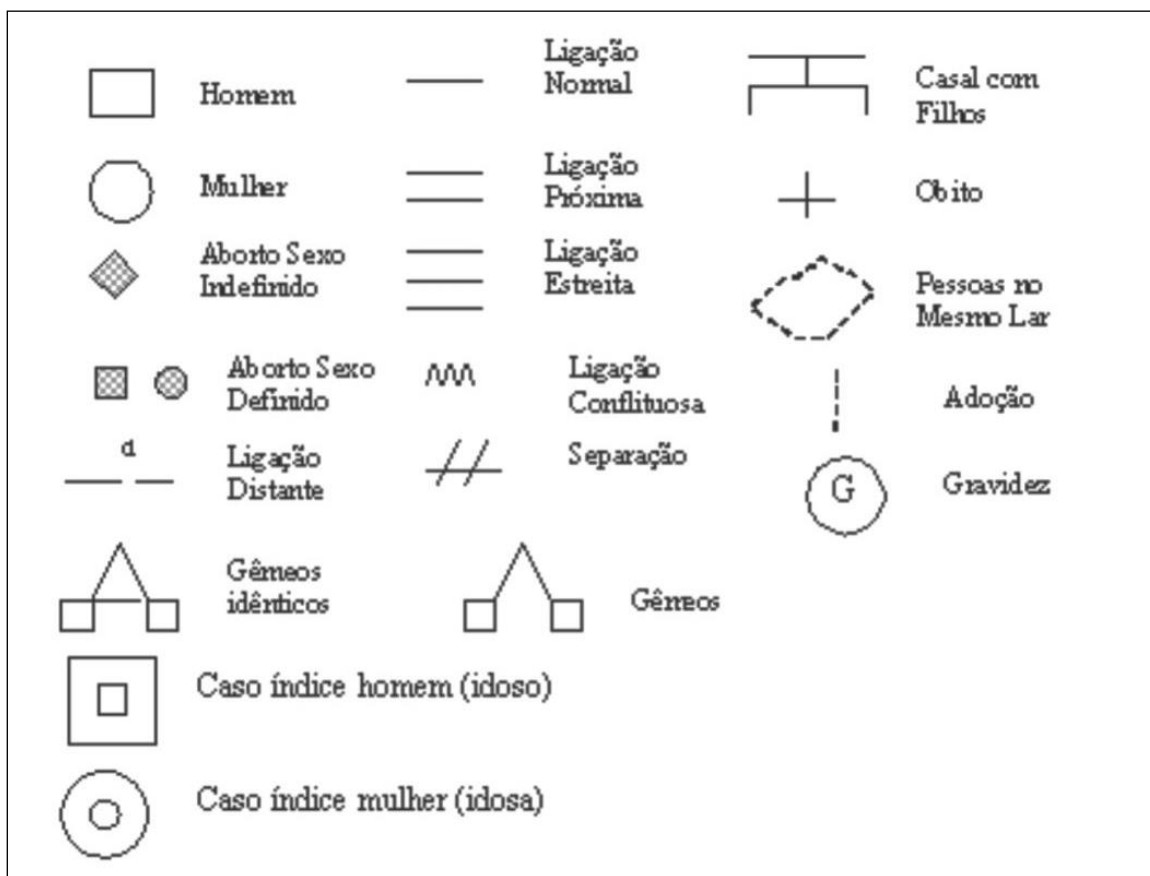 Homem
Ligação
Normal
Casal com
Filhos
Mulher
Ligação
Próxima
Obito
Aborto Sexo
Indefinido
Ligação
Estreita
Pessoas no
Mesmo Lar
Aborto Sexo
Definido
Ligação
Conflituosa
Adoção
d
Ligação
Distante
Separação
G
Gravidez
Gêmeos
idênticos
Gêmeos
Caso índice homem (idoso)
Caso índice mulher (idosa)